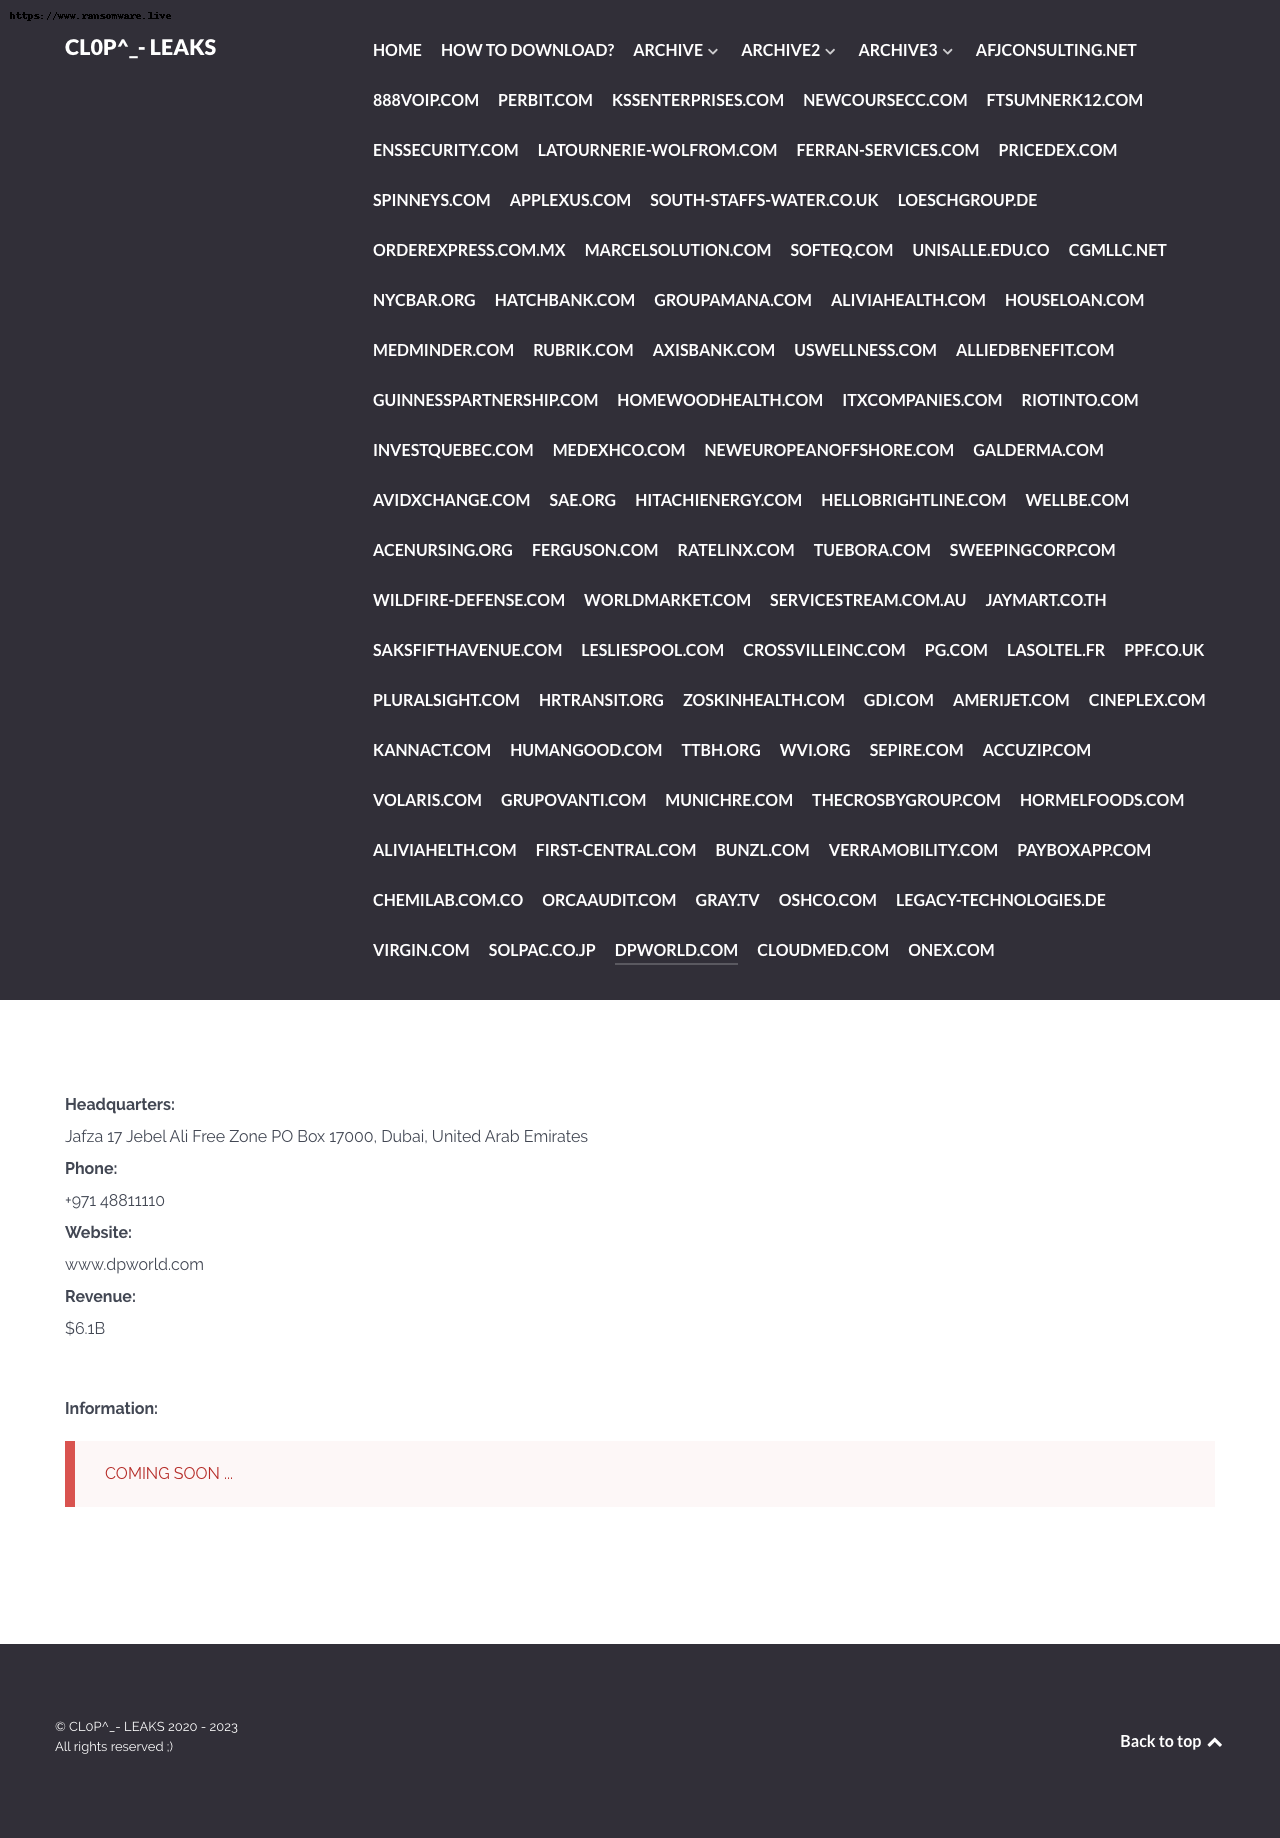 https://www.ransomware.live
CL0P^_- LEAKS
HOME HOW TO DOWNLOAD? ARCHIVE ARCHIVE2 ARCHIVE3 AFJCONSULTING.NET
888VOIP.COM PERBIT.COM KSSENTERPRISES.COM NEWCOURSECC.COM FTSUMNERK12.COM
ENSSECURITY.COM LATOURNERIE-WOLFROM.COM FERRAN-SERVICES.COM PRICEDEX.COM
SPINNEYS.COM APPLEXUS.COM SOUTH-STAFFS-WATER.CO.UK LOESCHGROUP.DE
ORDEREXPRESS.COM.MX MARCELSOLUTION.COM SOFTEQ.COM UNISALLE.EDU.CO CGMLLC.NET
NYCBAR.ORG HATCHBANK.COM GROUPAMANA.COM ALIVIAHEALTH.COM HOUSELOAN.COM
MEDMINDER.COM RUBRIK.COM AXISBANK.COM USWELLNESS.COM ALLIEDBENEFIT.COM
GUINNESSPARTNERSHIP.COM HOMEWOODHEALTH.COM ITXCOMPANIES.COM RIOTINTO.COM
INVESTQUEBEC.COM MEDEXHCO.COM NEWEUROPEANOFFSHORE.COM GALDERMA.COM
AVIDXCHANGE.COM SAE.ORG HITACHIENERGY.COM HELLOBRIGHTLINE.COM WELLBE.COM
ACENURSING.ORG FERGUSON.COM RATELINX.COM TUEBORA.COM SWEEPINGCORP.COM
WILDFIRE-DEFENSE.COM WORLDMARKET.COM SERVICESTREAM.COM.AU JAYMART.CO.TH
SAKSFIFTHAVENUE.COM LESLIESPOOL.COM CROSSVILLEINC.COM PG.COM LASOLTEL.FR PPF.CO.UK
PLURALSIGHT.COM HRTRANSIT.ORG ZOSKINHEALTH.COM GDI.COM AMERIJET.COM CINEPLEX.COM
KANNACT.COM HUMANGOOD.COM TTBH.ORG WVI.ORG SEPIRE.COM ACCUZIP.COM
VOLARIS.COM GRUPOVANTI.COM MUNICHRE.COM THECROSBYGROUP.COM HORMELFOODS.COM
ALIVIAHELTH.COM FIRST-CENTRAL.COM BUNZL.COM VERRAMOBILITY.COM PAYBOXAPP.COM
CHEMILAB.COM.CO ORCAAUDIT.COM GRAY.TV OSHCO.COM LEGACY-TECHNOLOGIES.DE
VIRGIN.COM SOLPAC.CO.JP DPWORLD.COM CLOUDMED.COM ONEX.COM
Headquarters:
Jafza 17 Jebel Ali Free Zone PO Box 17000, Dubai, United Arab Emirates
Phone:
+971 48811110
Website:
www.dpworld.com
Revenue:
$6.1B
Information:
COMING SOON ...
© CL0P^_- LEAKS 2020 - 2023
All rights reserved ;)
Back to top